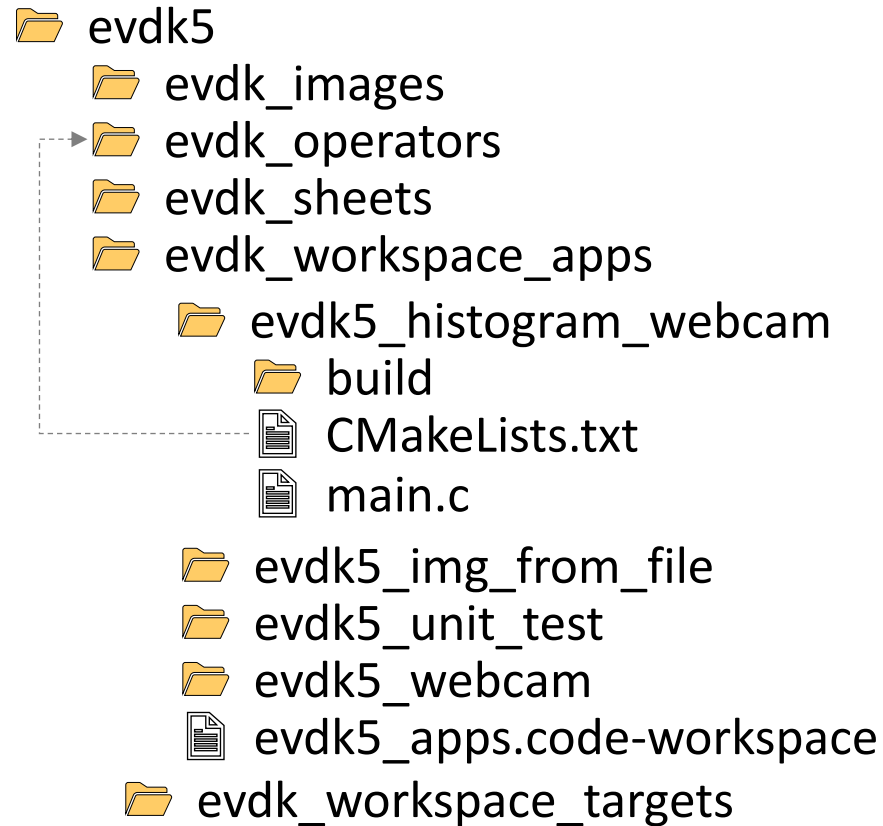 evdk5
evdk_images
evdk_operators
evdk_sheets
evdk_workspace_apps
evdk5_histogram_webcam
build
CMakeLists.txt
main.c
evdk5_img_from_file
evdk5_unit_test
evdk5_webcam
evdk5_apps.code-workspace
evdk_workspace_targets